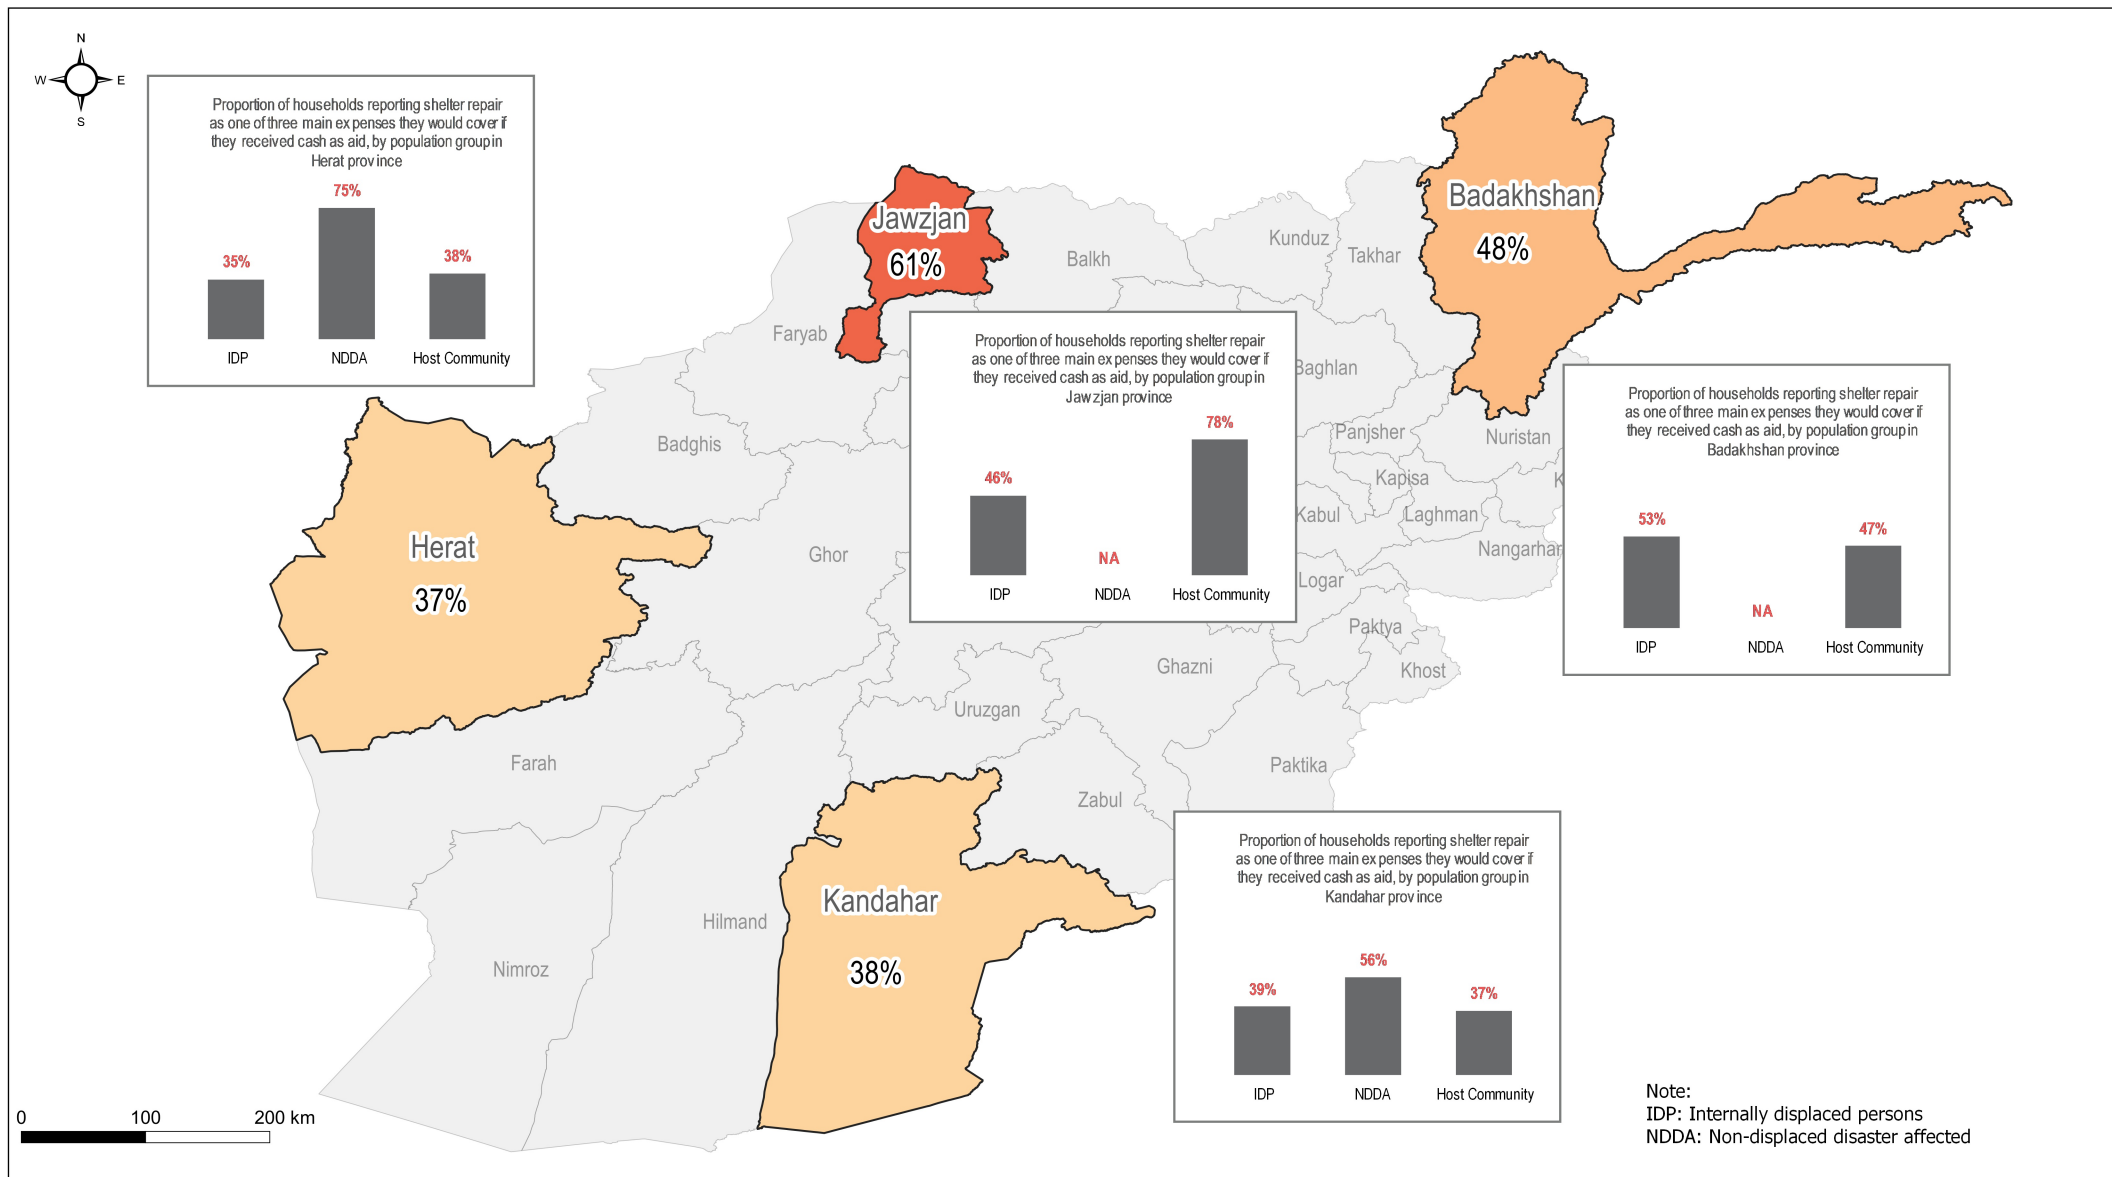 N
W
E
S
Proportion of households reporting shelter repair
as one of three main expenses they would cover if
they received cash as aid, by population group in
Herat province
75%
35%
38%
IDP
NDDA
Host Community
Jawzjan
61%
Badakhshan
48%
Balkh
Kunduz
Takhar
Faryab
Proportion of households reporting shelter repair
as one of three main expenses they would cover if
they received cash as aid, by population group in
Jawzjan province
78%
46%
NA
IDP
NDDA
Host Community
Baghlan
Panjsher
Nuristan
Kapisa
K
Kabul
Laghman
Nangarhar
Logar
Proportion of households reporting shelter repair
as one of three main expenses they would cover if
they received cash as aid, by population group in
Badakhshan province
53%
47%
NA
IDP
NDDA
Host Community
Badghis
Herat
37%
Ghor
Paktya
Khost
Ghazni
Uruzgan
Farah
Paktika
Zabul
Proportion of households reporting shelter repair
as one of three main expenses they would cover if
they received cash as aid, by population group in
Kandahar province
56%
39%
37%
IDP
NDDA
Host Community
Kandahar
38%
Hilmand
Nimroz
0
100
200 km
Note:
IDP: Internally displaced persons
NDDA: Non-displaced disaster affected